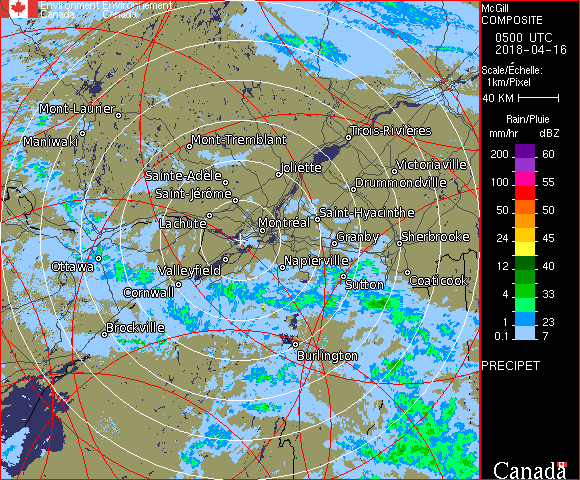 Environment Environnement
Canada Canada
McGill
COMPOSITE
0500 UTC
2018-04-16
Scale/Échelle:
1km/Pixel
40 KM
Rain/Pluie
mm/hr dBZ
200 60
100 55
50 50
24 45
12 40
4 33
1 23
0.1 7
PRECIPET
Canada
Mont-Laurier
Maniwaki
Mont-Tremblant
Trois-Rivières
Joliette
Victoriaville
Sainte-Adèle
Drummondville
Saint-Jérôme
Saint-Hyacinthe
Lachute
Montréal
Granby
Sherbrooke
Ottawa
Valleyfield
Napierville
Coaticook
Cornwall
Sutton
Brockville
Burlington